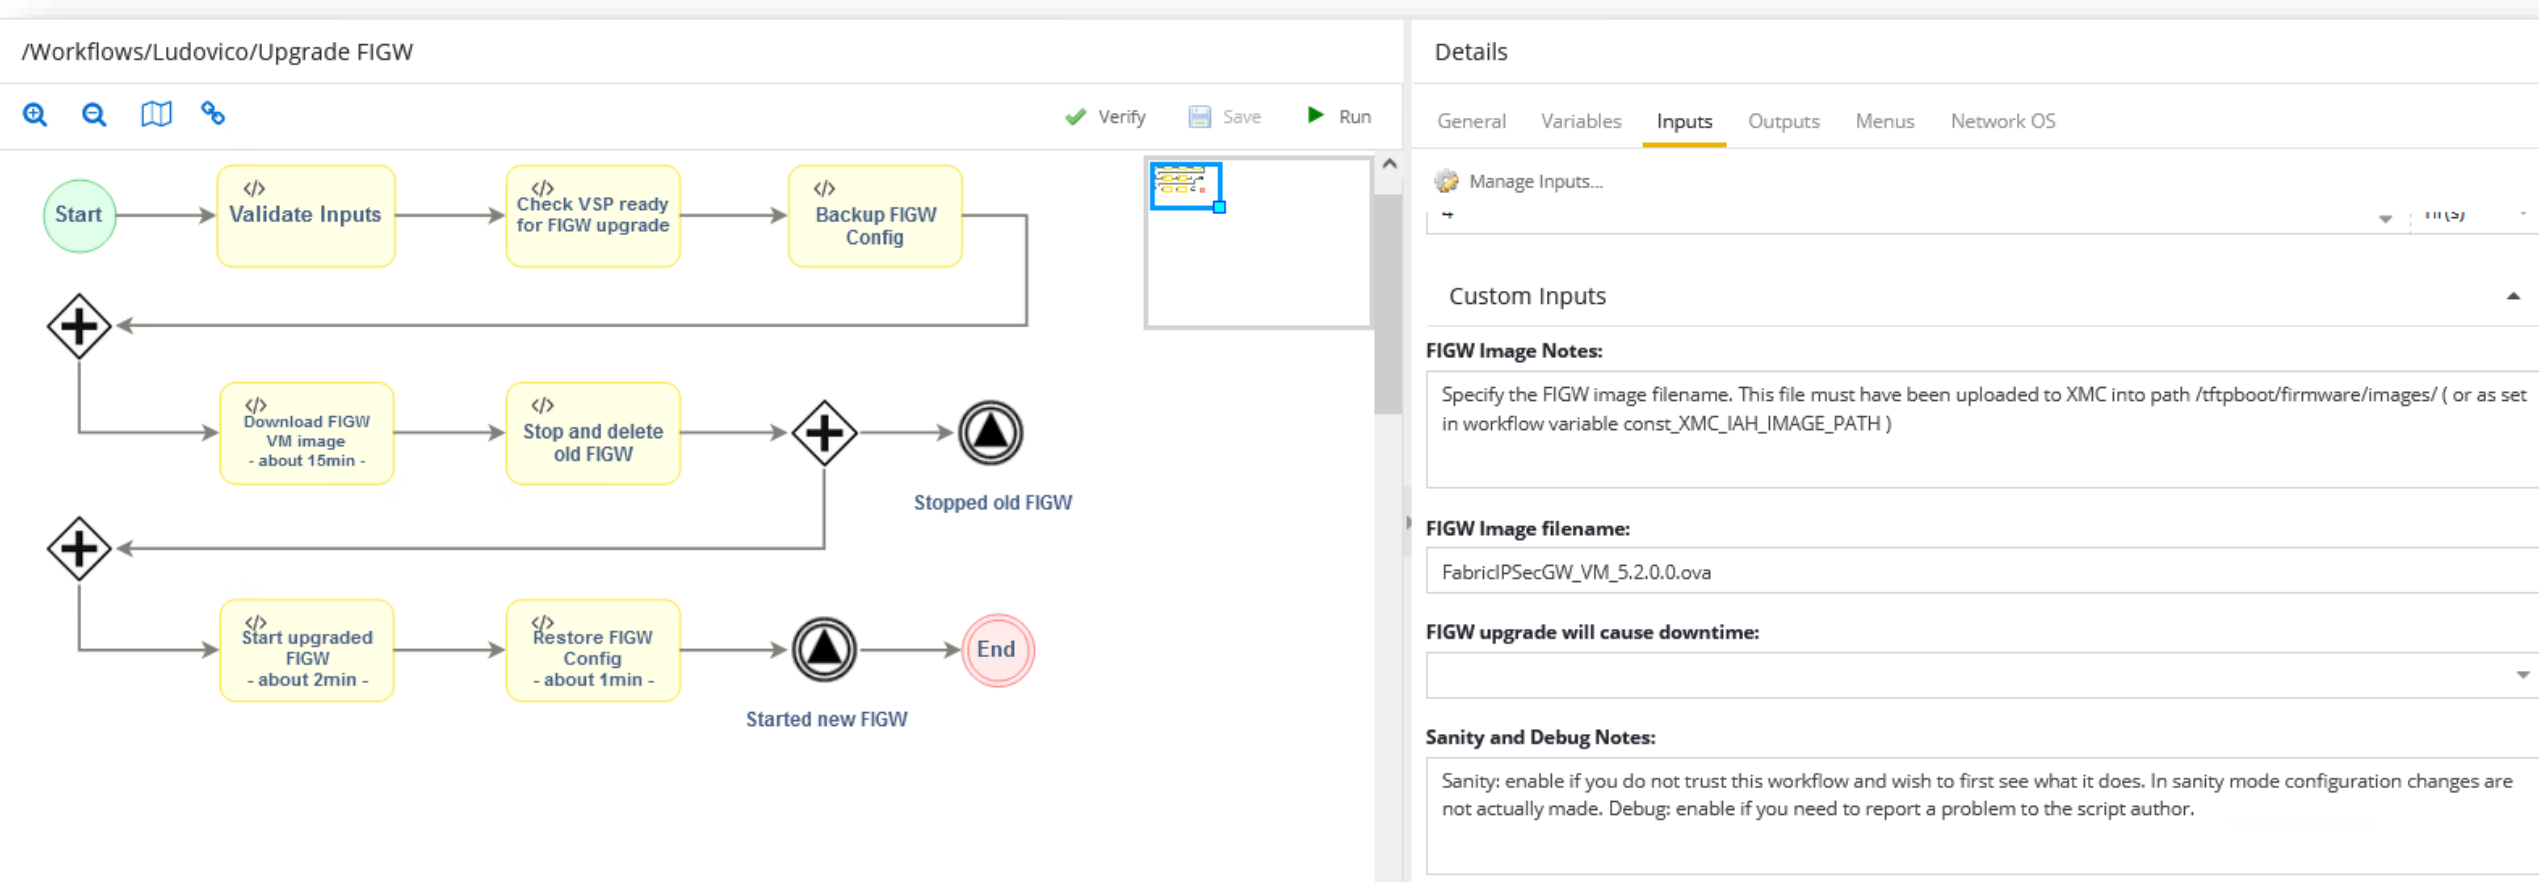 /Workflows/Ludovico/Upgrade FIGW
Verify
Save
Run
Start
</>
Validate Inputs
</>
Check VSP ready
for FIGW upgrade
</>
Backup FIGW
Config
</>
Download FIGW
VM image
- about 15min -
</>
Stop and delete
old FIGW
Stopped old FIGW
</>
Start upgraded
FIGW
- about 2min -
</>
Restore FIGW
Config
- about 1min -
Started new FIGW
End
Details
General Variables Inputs Outputs Menus Network OS
Manage Inputs...
4 hr(s)
Custom Inputs
FIGW Image Notes:
Specify the FIGW image filename. This file must have been uploaded to XMC into path /tftpboot/firmware/images/ ( or as set
in workflow variable const_XMC_IAH_IMAGE_PATH )
FIGW Image filename:
FabricIPSecGW_VM_5.2.0.0.ova
FIGW upgrade will cause downtime:
Sanity and Debug Notes:
Sanity: enable if you do not trust this workflow and wish to first see what it does. In sanity mode configuration changes are
not actually made. Debug: enable if you need to report a problem to the script author.